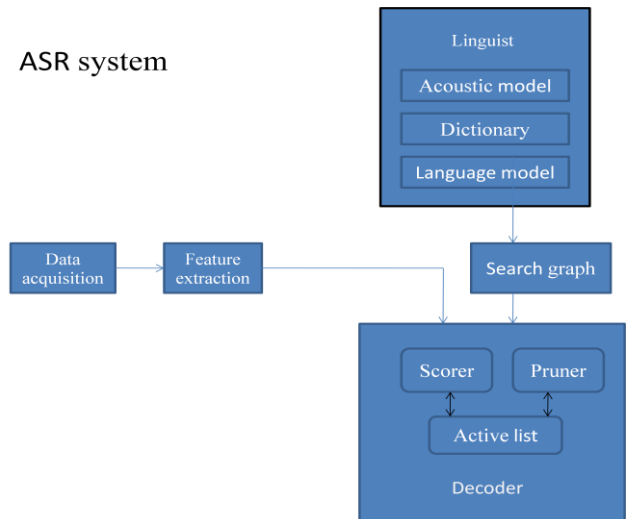 ASR system
Linguist
Acoustic model
Dictionary
Language model
Data
acquisition
Feature
extraction
Search graph
Scorer
Pruner
Active list
Decoder